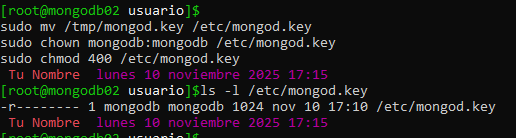 [root@mongodb02 usuario]$
sudo mv /tmp/mongod.key /etc/mongod.key
sudo chown mongodb:mongodb /etc/mongod.key
sudo chmod 400 /etc/mongod.key
Tu Nombre lunes 10 noviembre 2025 17:15
[root@mongodb02 usuario]$ls -l /etc/mongod.key
-r-------- 1 mongodb mongodb 1024 nov 10 17:10 /etc/mongod.key
Tu Nombre lunes 10 noviembre 2025 17:15